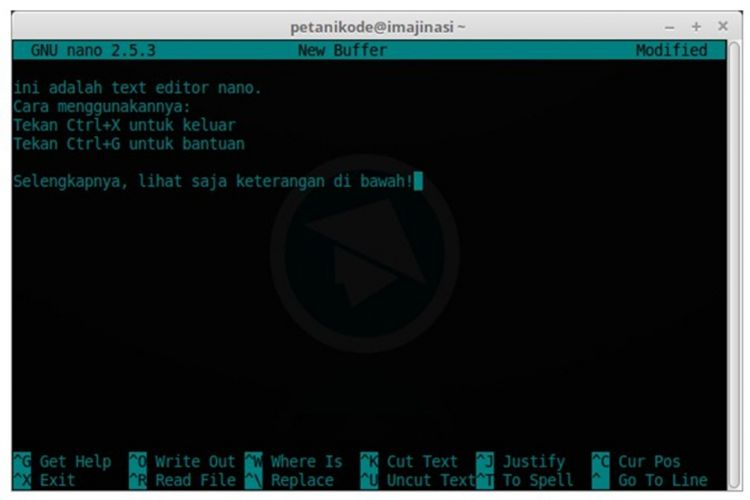 petanikode@imajinasi ~
GNU nano 2.5.3 New Buffer Modified
ini adalah text editor nano.
Cara menggunakannya:
Tekan Ctrl+X untuk keluar
Tekan Ctrl+G untuk bantuan
Selengkapnya, lihat saja keterangan di bawah!
^G Get Help ^O Write Out ^W Where Is ^K Cut Text ^J Justify ^C Cur Pos
^X Exit ^R Read File ^\ Replace ^U Uncut Text ^T To Spell ^ Go To Line